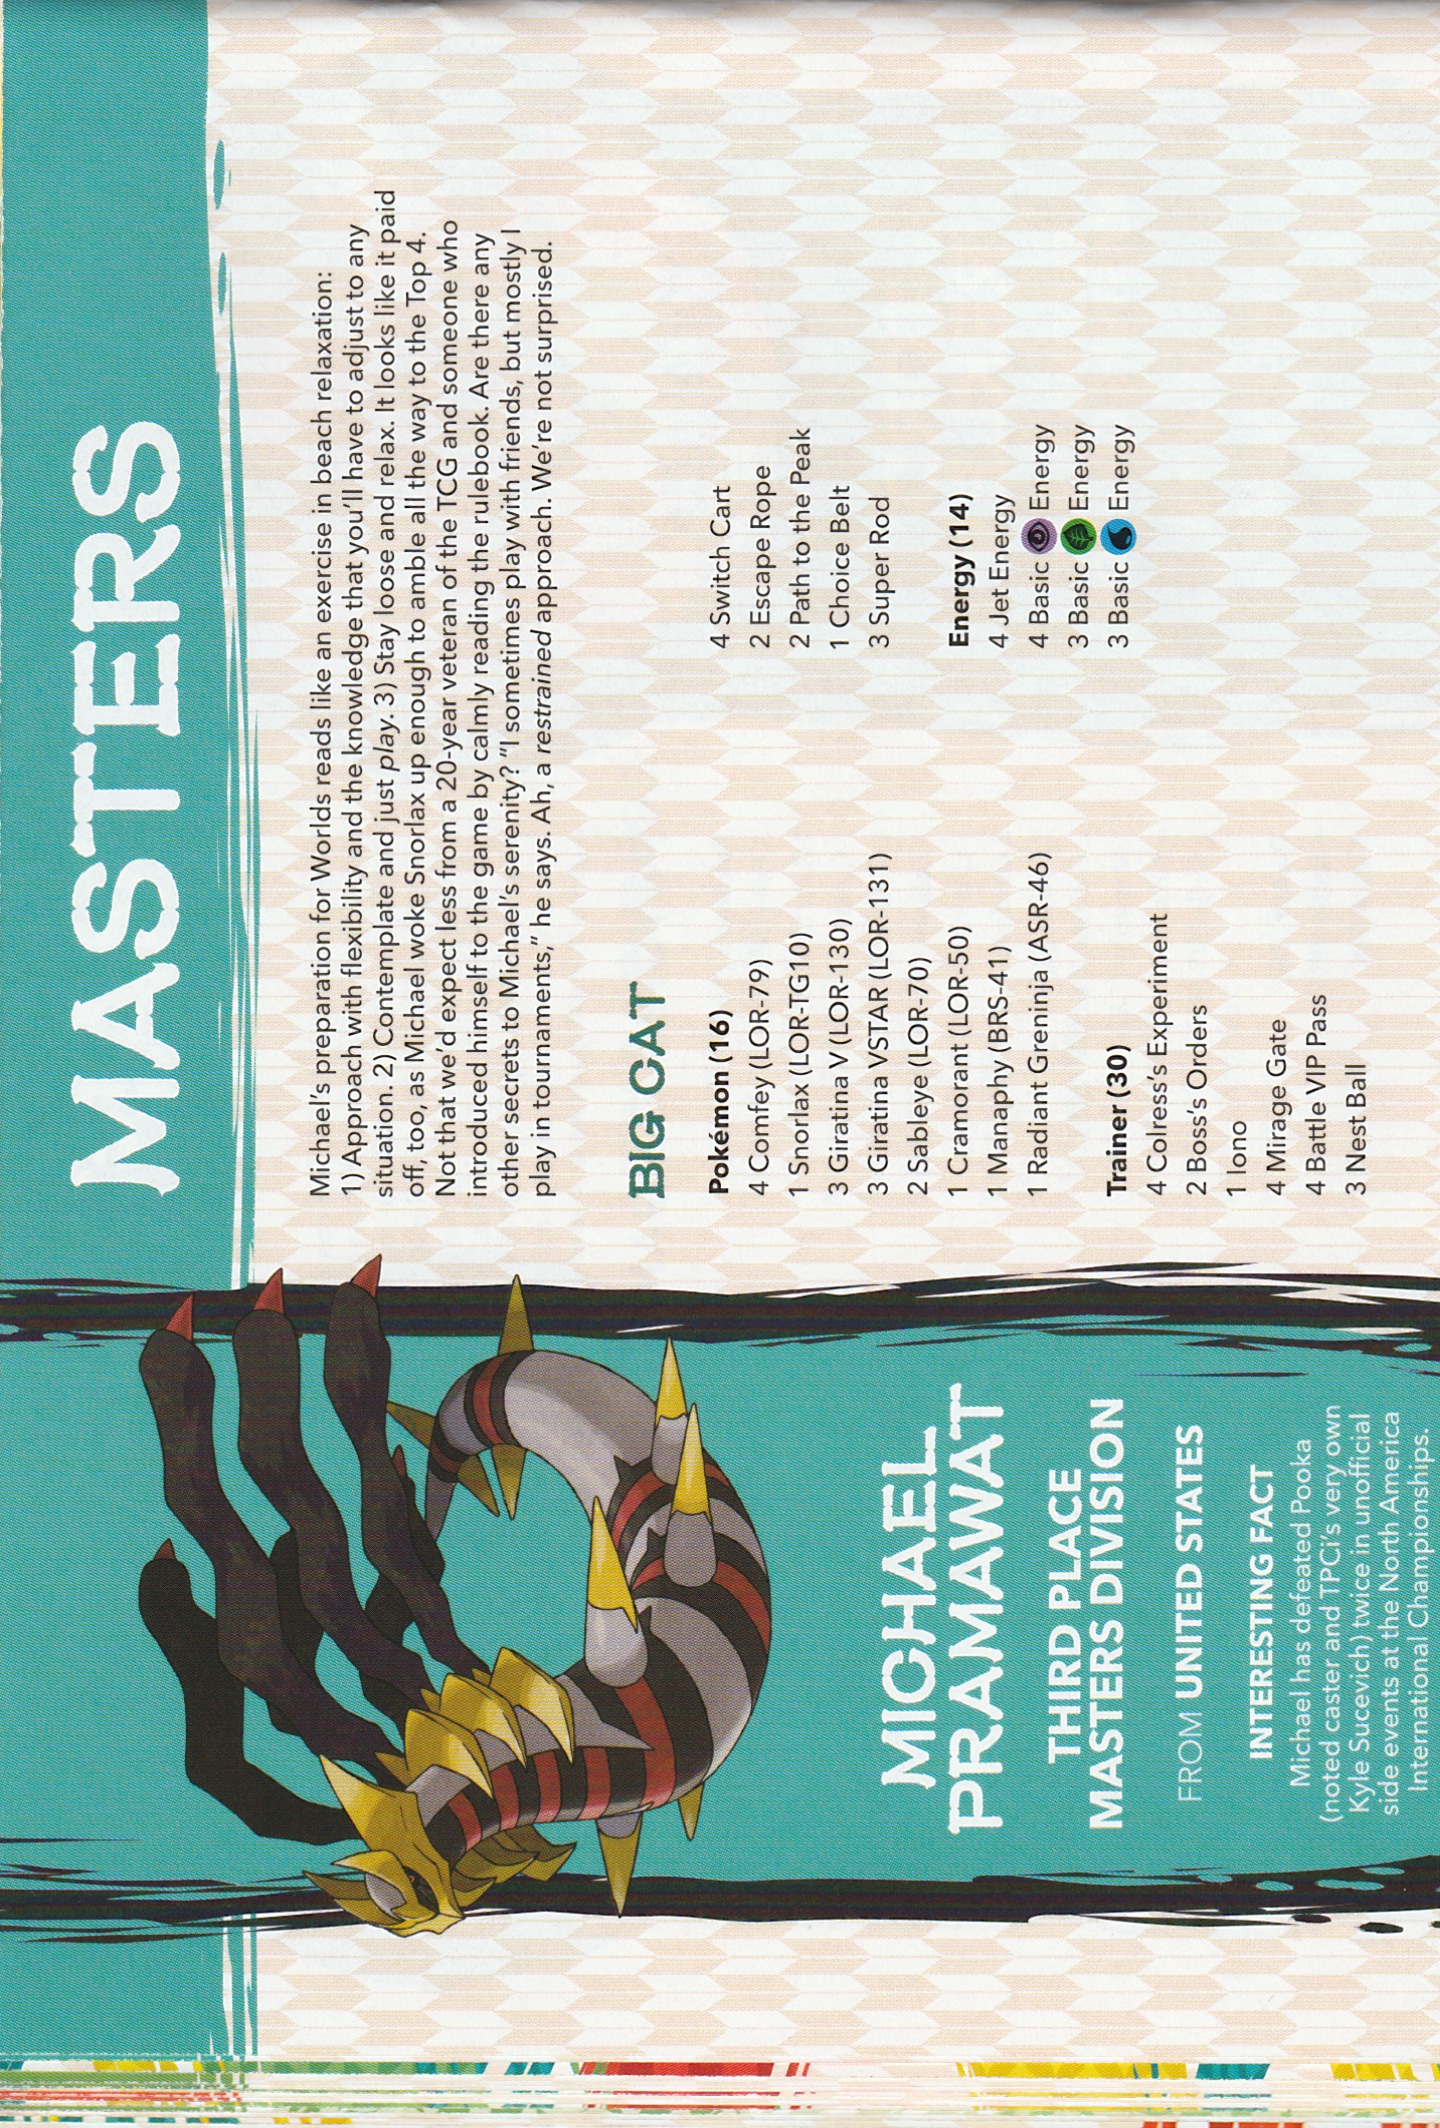 MASTERS
Michael's preparation for Worlds reads like an exercise in beach relaxation:
1) Approach with flexibility and the knowledge that you'll have to adjust to any
situation. 2) Contemplate and just play. 3) Stay loose and relax. It looks like it paid
off, too, as Michael woke Snorlax up enough to amble all the way to the Top 4.
Not that we'd expect less from a 20-year veteran of the TCG and someone who
introduced himself to the game by calmly reading the rulebook. Are there any
other secrets to Michael's serenity? “I sometimes play with friends, but mostly I
play in tournaments,” he says. Ah, a restrained approach. We're not surprised.
BIG CAT
Pokémon (16)
4 Comfey (LOR-79)
1 Snorlax (LOR-TG10)
3 Giratina V (LOR-130)
3 Giratina VSTAR (LOR-131)
2 Sableye (LOR-70)
1 Cramorant (LOR-50)
1 Manaphy (BRS-41)
1 Radiant Greninja (ASR-46)
Trainer (30)
4 Colress's Experiment
2 Boss's Orders
1 Iono
4 Mirage Gate
4 Battle VIP Pass
3 Nest Ball
4 Switch Cart
2 Escape Rope
2 Path to the Peak
1 Choice Belt
3 Super Rod
Energy (14)
4 Jet Energy
4 Basic Energy
3 Basic Energy
3 Basic Energy
MICHAEL
PRAMAWAT
THIRD PLACE
MASTERS DIVISION
FROM UNITED STATES
INTERESTING FACT
Michael has defeated Pooka
(noted caster and TPCi's very own
Kyle Sucevich) twice in unofficial
side events at the North America
International Championships.